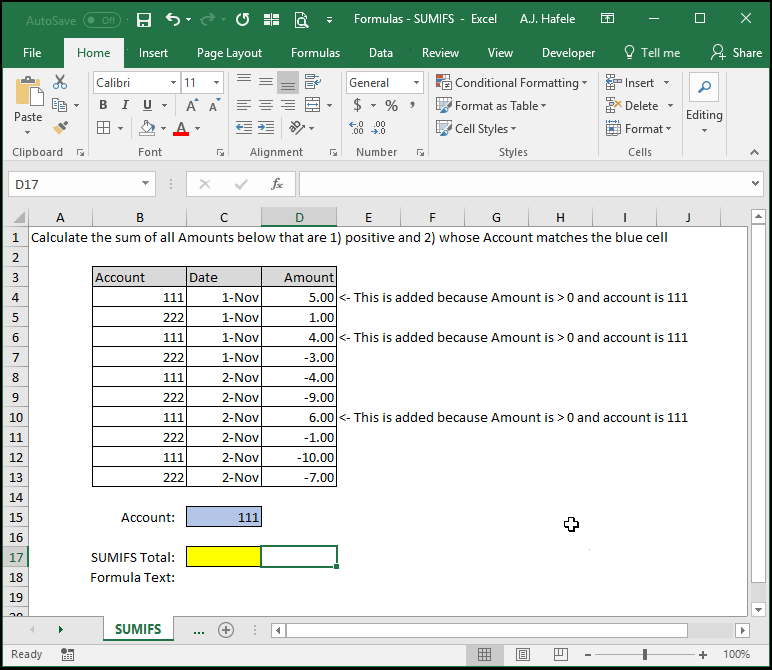 AutoSave Off Formulas - SUMIFS - Excel A.J. Hafele
File Home Insert Page Layout Formulas Data Review View Developer Tell me Share
Calibri 11 General Conditional Formatting Insert
Paste B I U A A $ % , Format as Table Delete Editing
A .00 .0 Cell Styles Format
Clipboard Font Alignment Number Styles Cells
D17 fx
A B C D E F G H I J
1 Calculate the sum of all Amounts below that are 1) positive and 2) whose Account matches the blue cell
2
3 Account Date Amount
4 111 1-Nov 5.00 <- This is added because Amount is > 0 and account is 111
5 222 1-Nov 1.00
6 111 1-Nov 4.00 <- This is added because Amount is > 0 and account is 111
7 222 1-Nov -3.00
8 111 2-Nov -4.00
9 222 2-Nov -9.00
10 111 2-Nov 6.00 <- This is added because Amount is > 0 and account is 111
11 222 2-Nov -1.00
12 111 2-Nov -10.00
13 222 2-Nov -7.00
14
15 Account: 111
16
17 SUMIFS Total:
18 Formula Text:
19
20
SUMIFS ...
Ready 100%